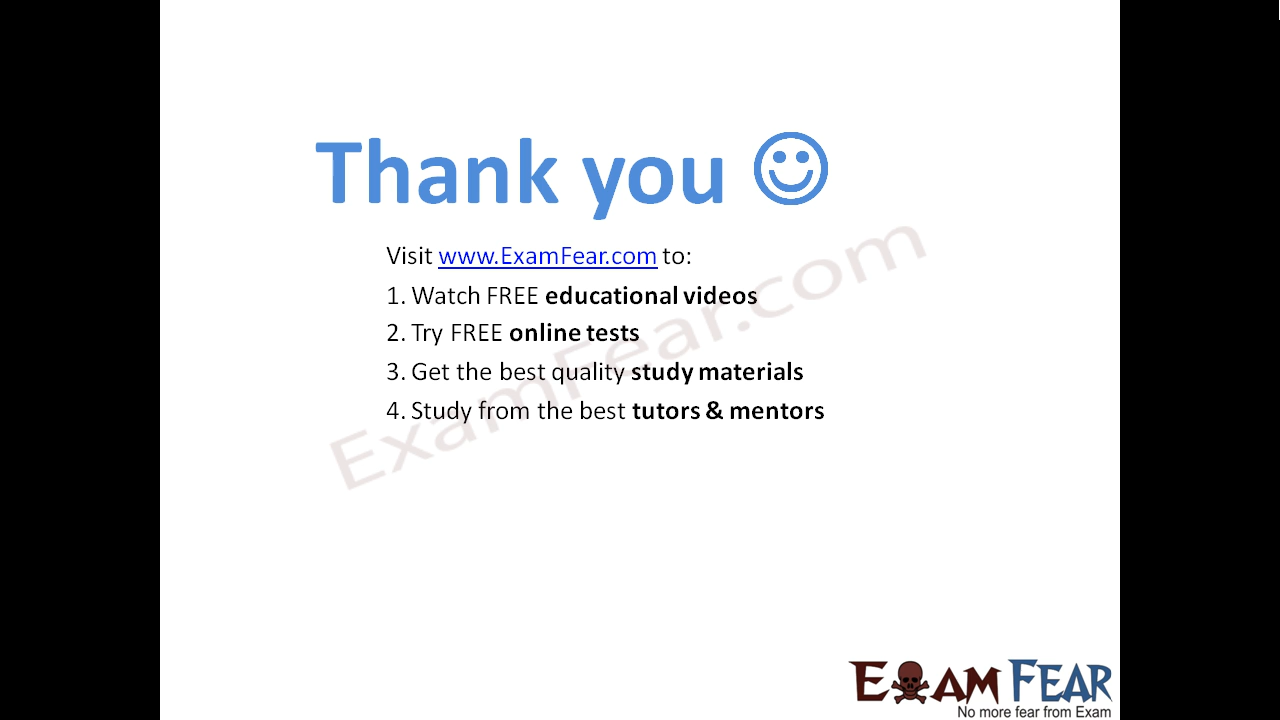 Thank you
Visit www.ExamFear.com to:
1. Watch FREE educational videos
2. Try FREE online tests
3. Get the best quality study materials
4. Study from the best tutors & mentors
ExamFear.com
EXAM FEAR
No more fear from Exam